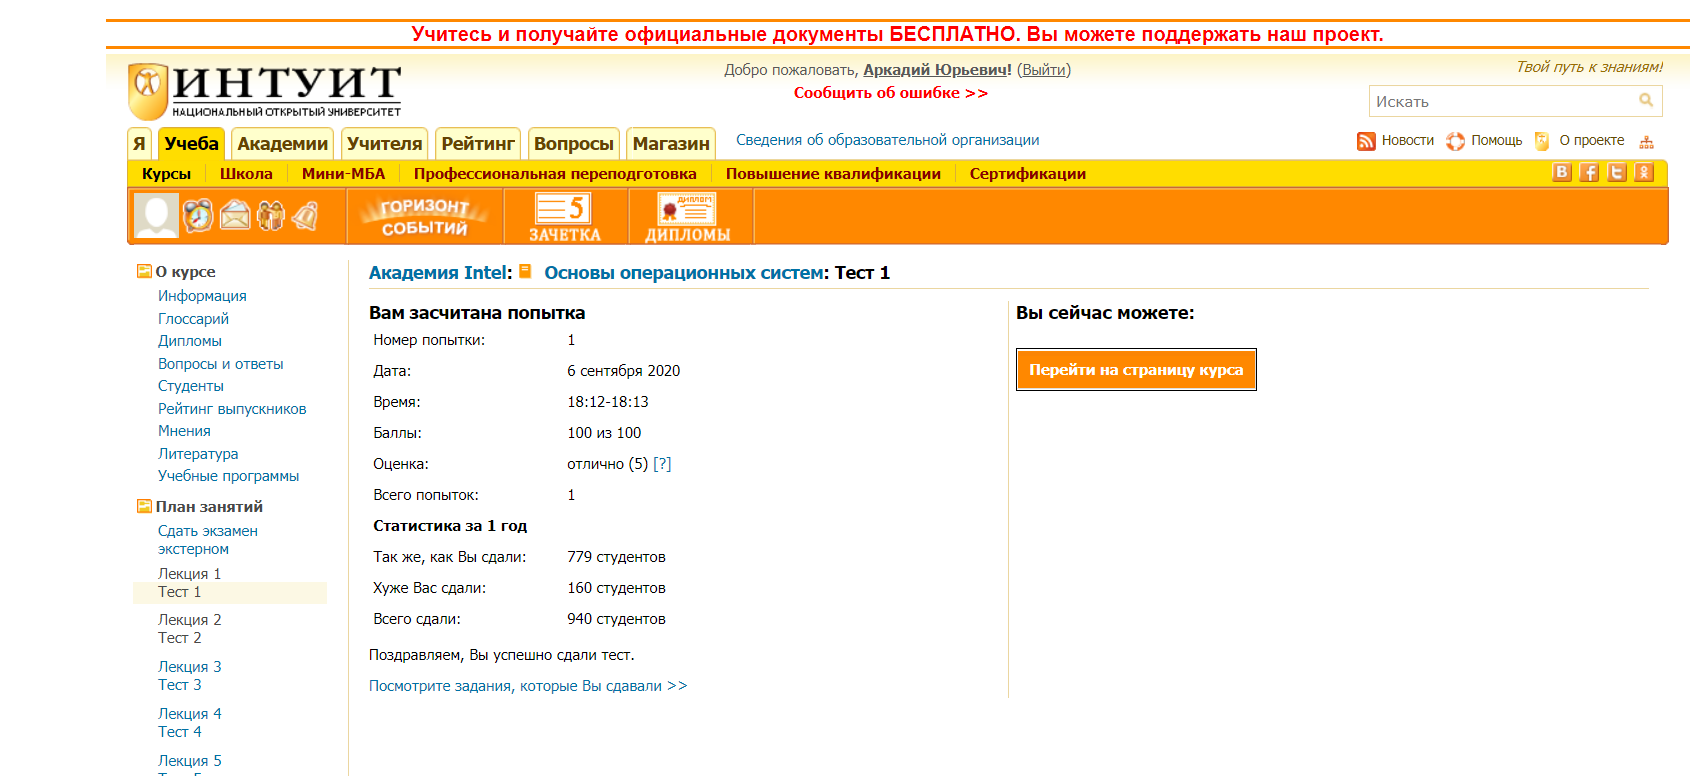 Учитесь и получайте официальные документы БЕСПЛАТНО. Вы можете поддержать наш проект.
ИНТУИТ
НАЦИОНАЛЬНЫЙ ОТКРЫТЫЙ УНИВЕРСИТЕТ
Добро пожаловать, Аркадий Юрьевич! (Выйти)
Сообщить об ошибке >>
Твой путь к знаниям!
Искать
Я Учеба Академии Учителя Рейтинг Вопросы Магазин Сведения об образовательной организации Новости Помощь О проекте
Курсы Школа Мини-МБА Профессиональная переподготовка Повышение квалификации Сертификации
ГОРИЗОНТ СОБЫТИЙ
5 ЗАЧЕТКА
ДИПЛОМ ДИПЛОМЫ
О курсе
Информация
Глоссарий
Дипломы
Вопросы и ответы
Студенты
Рейтинг выпускников
Мнения
Литература
Учебные программы
План занятий
Сдать экзамен
экстерном
Лекция 1
Тест 1
Лекция 2
Тест 2
Лекция 3
Тест 3
Лекция 4
Тест 4
Лекция 5
Академия Intel: Основы операционных систем: Тест 1
Вам засчитана попытка
Номер попытки: 1
Дата: 6 сентября 2020
Время: 18:12-18:13
Баллы: 100 из 100
Оценка: отлично (5) [?]
Всего попыток: 1
Статистика за 1 год
Так же, как Вы сдали: 779 студентов
Хуже Вас сдали: 160 студентов
Всего сдали: 940 студентов
Поздравляем, Вы успешно сдали тест.
Посмотрите задания, которые Вы сдавали >>
Вы сейчас можете:
Перейти на страницу курса